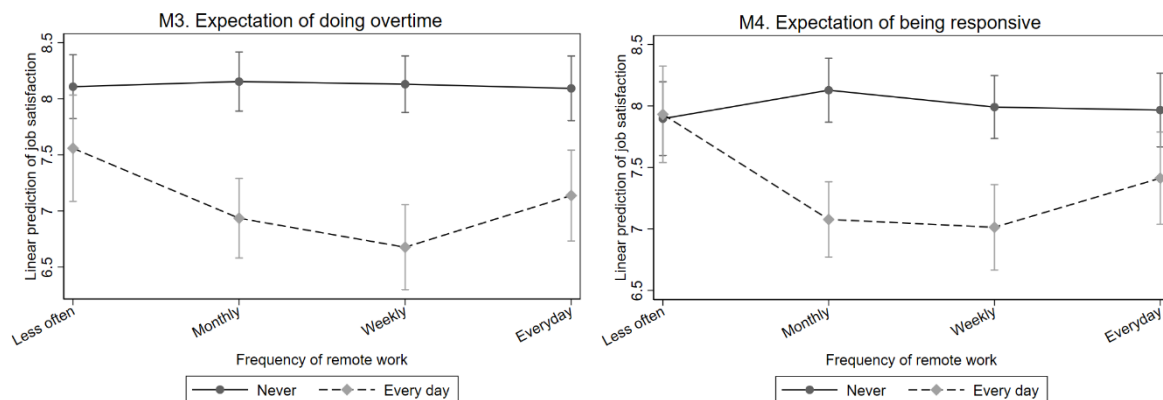 M3. Expectation of doing overtime
Linear prediction of job satisfaction
8.5
8
7.5
7
6.5
Less often
Monthly
Weekly
Everyday
Frequency of remote work
Never
Every day
M4. Expectation of being responsive
Linear prediction of job satisfaction
8.5
8
7.5
7
6.5
Less often
Monthly
Weekly
Everyday
Frequency of remote work
Never
Every day